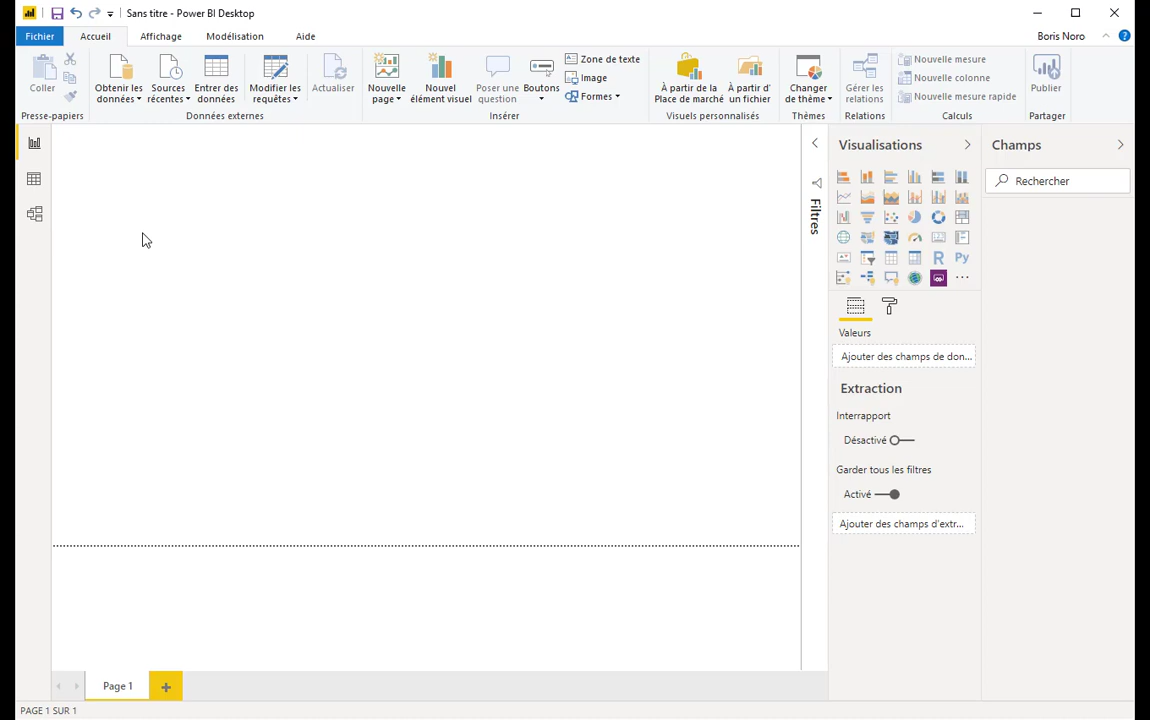 Sans titre - Power BI Desktop
Fichier
Accueil
Affichage
Modélisation
Aide
Boris Noro
Coller
Presse-papiers
Obtenir les
données
Sources
récentes
Entrer des
données
Modifier les
requêtes
Actualiser
Données externes
Nouvelle
page
Nouvel
élément visuel
Poser une
question
Boutons
Zone de texte
Image
Formes
Insérer
À partir de la
Place de marché
À partir d'
un fichier
Visuels personnalisés
Changer
de thème
Thèmes
Gérer les
relations
Relations
Nouvelle mesure
Nouvelle colonne
Nouvelle mesure rapide
Calculs
Publier
Partager
Filtres
Visualisations
R
Py
Valeurs
Ajouter des champs de don...
Extraction
Interrapport
Désactivé
Garder tous les filtres
Activé
Ajouter des champs d'extr...
Champs
Rechercher
Page 1
PAGE 1 SUR 1